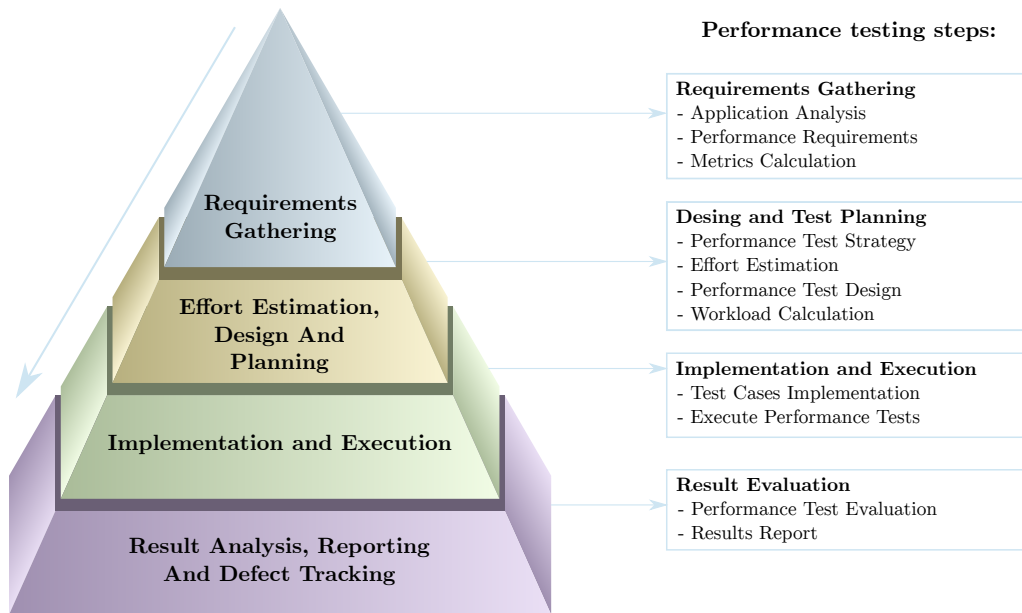 Performance testing steps:
Requirements
Gathering
Effort Estimation,
Design And
Planning
Implementation and Execution
Result Analysis, Reporting
And Defect Tracking
Requirements Gathering
- Application Analysis
- Performance Requirements
- Metrics Calculation
Desing and Test Planning
- Performance Test Strategy
- Effort Estimation
- Performance Test Design
- Workload Calculation
Implementation and Execution
- Test Cases Implementation
- Execute Performance Tests
Result Evaluation
- Performance Test Evaluation
- Results Report